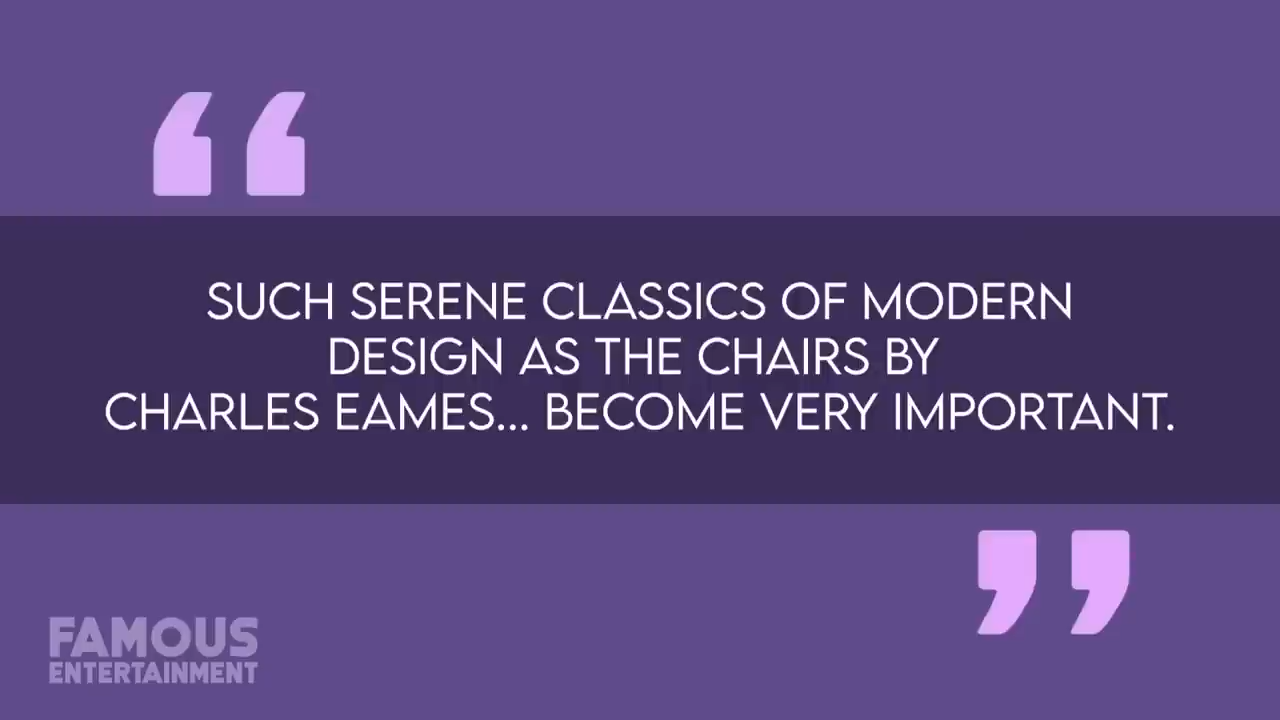 “
SUCH SERENE CLASSICS OF MODERN
DESIGN AS THE CHAIRS BY
CHARLES EAMES... BECOME VERY IMPORTANT.
”
FAMOUS
ENTERTAINMENT